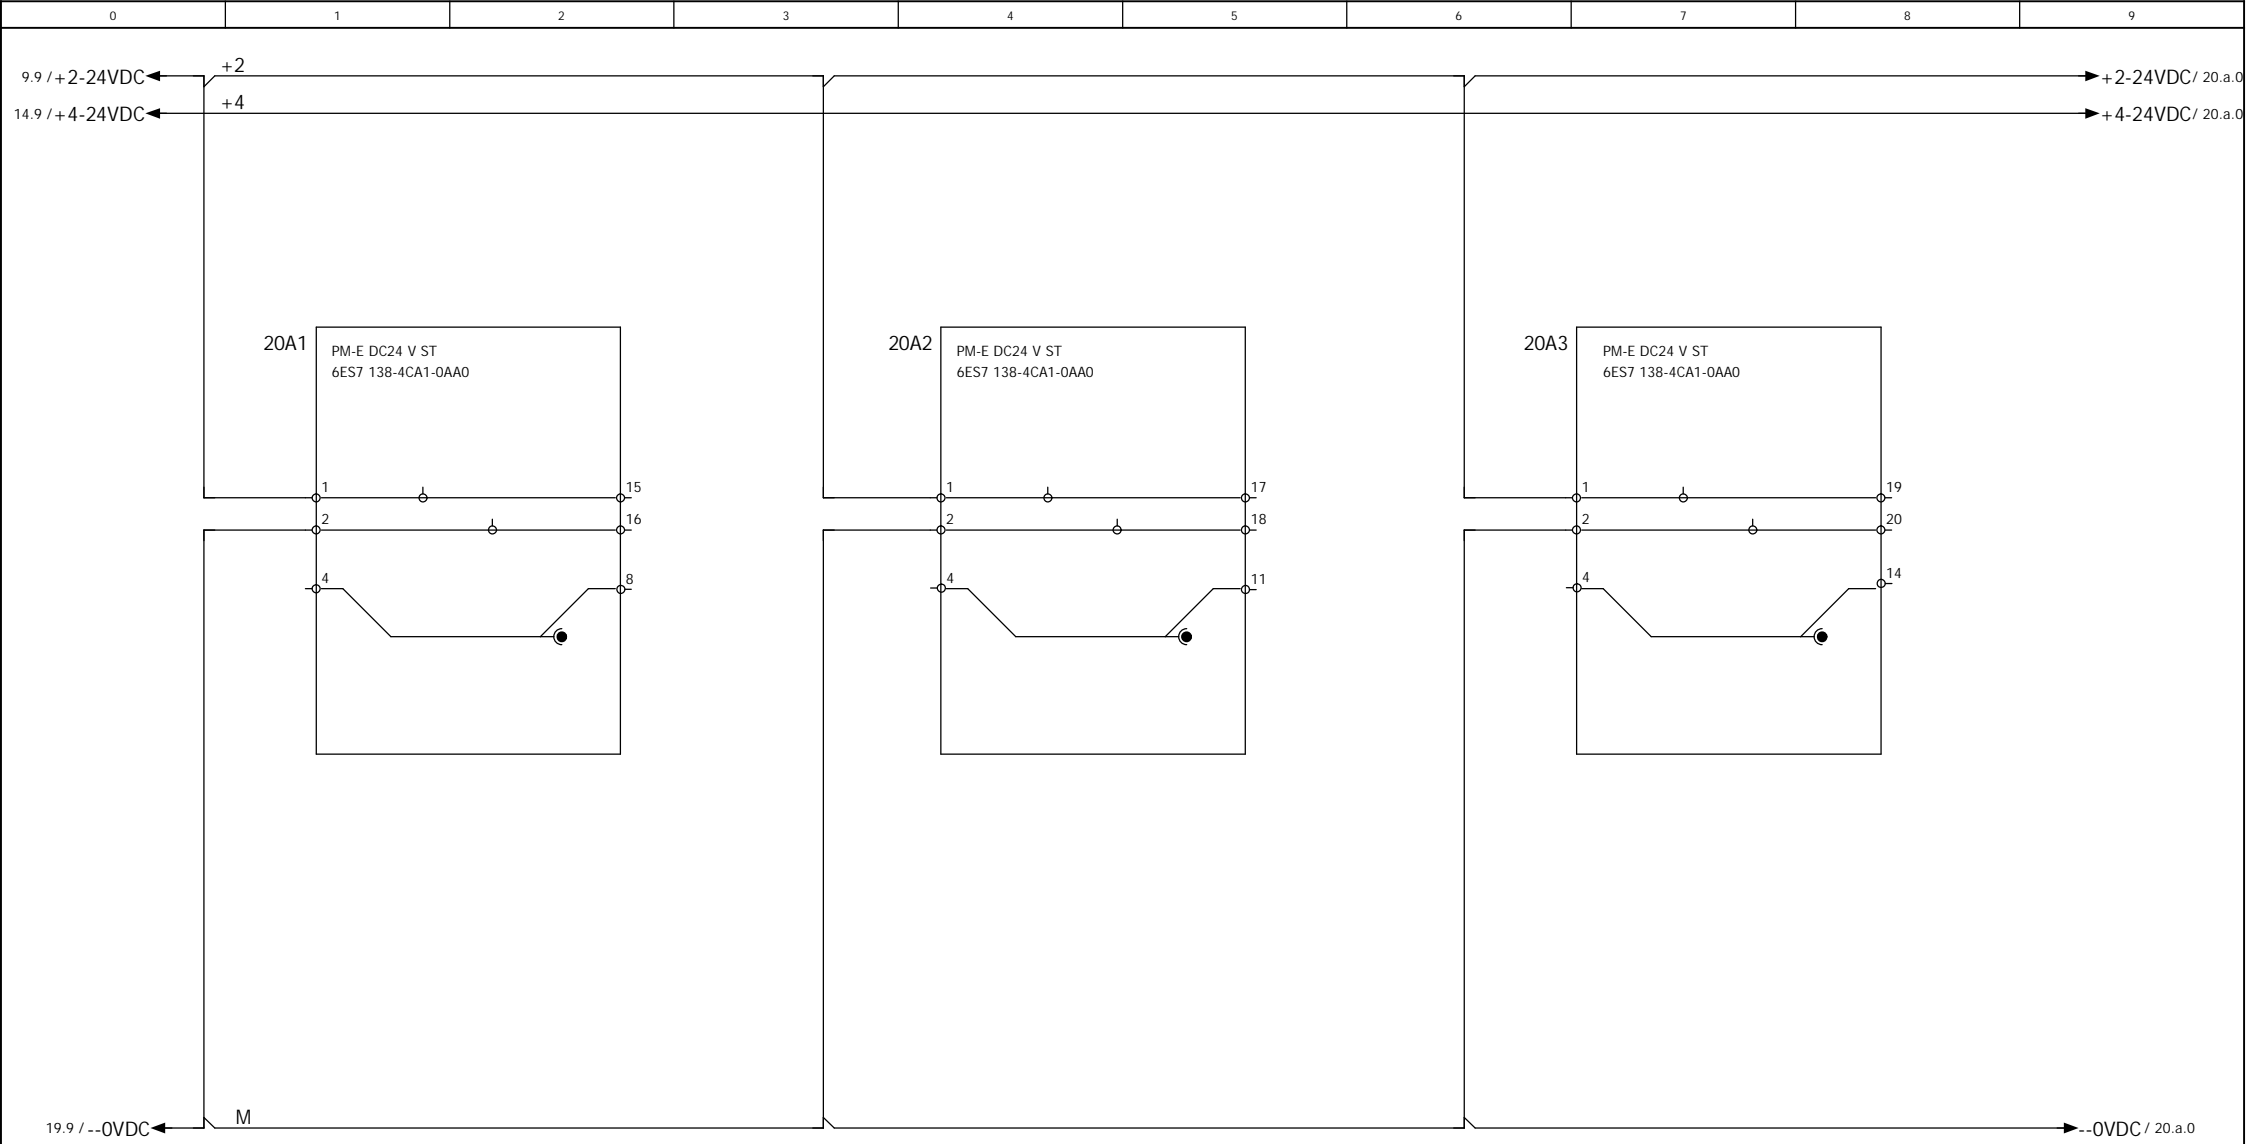 0 1 2 3 4 5 6 7 8 9
+2
9.9 / +2-24VDC +2-24VDC / 20.a.0
+4
14.9 / +4-24VDC +4-24VDC / 20.a.0
20A1 20A2 20A3
PM-E DC24 V ST PM-E DC24 V ST PM-E DC24 V ST
6ES7 138-4CA1-0AA0 6ES7 138-4CA1-0AA0 6ES7 138-4CA1-0AA0
1 15 1 17 1 19
2 16 2 18 2 20
4 8 4 11 4 14
M
19.9 / --0VDC --0VDC / 20.a.0